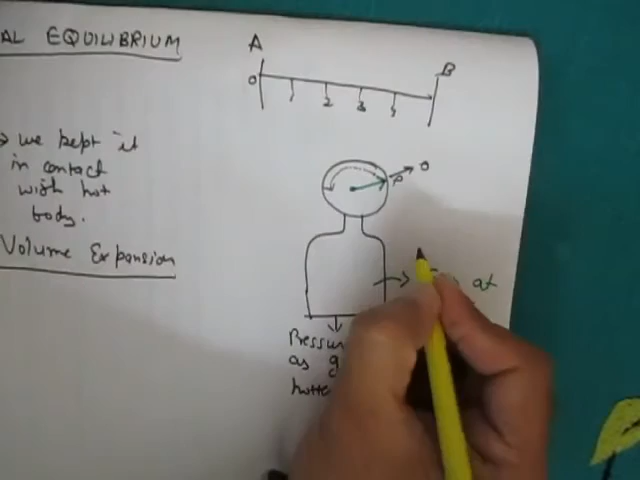 AL EQUILIBRIUM
we kept it
in contact
with hot
body.
Volume Expansion
A
B
0
1
2
3
4
P
0
at
Pressur
as g
hotte